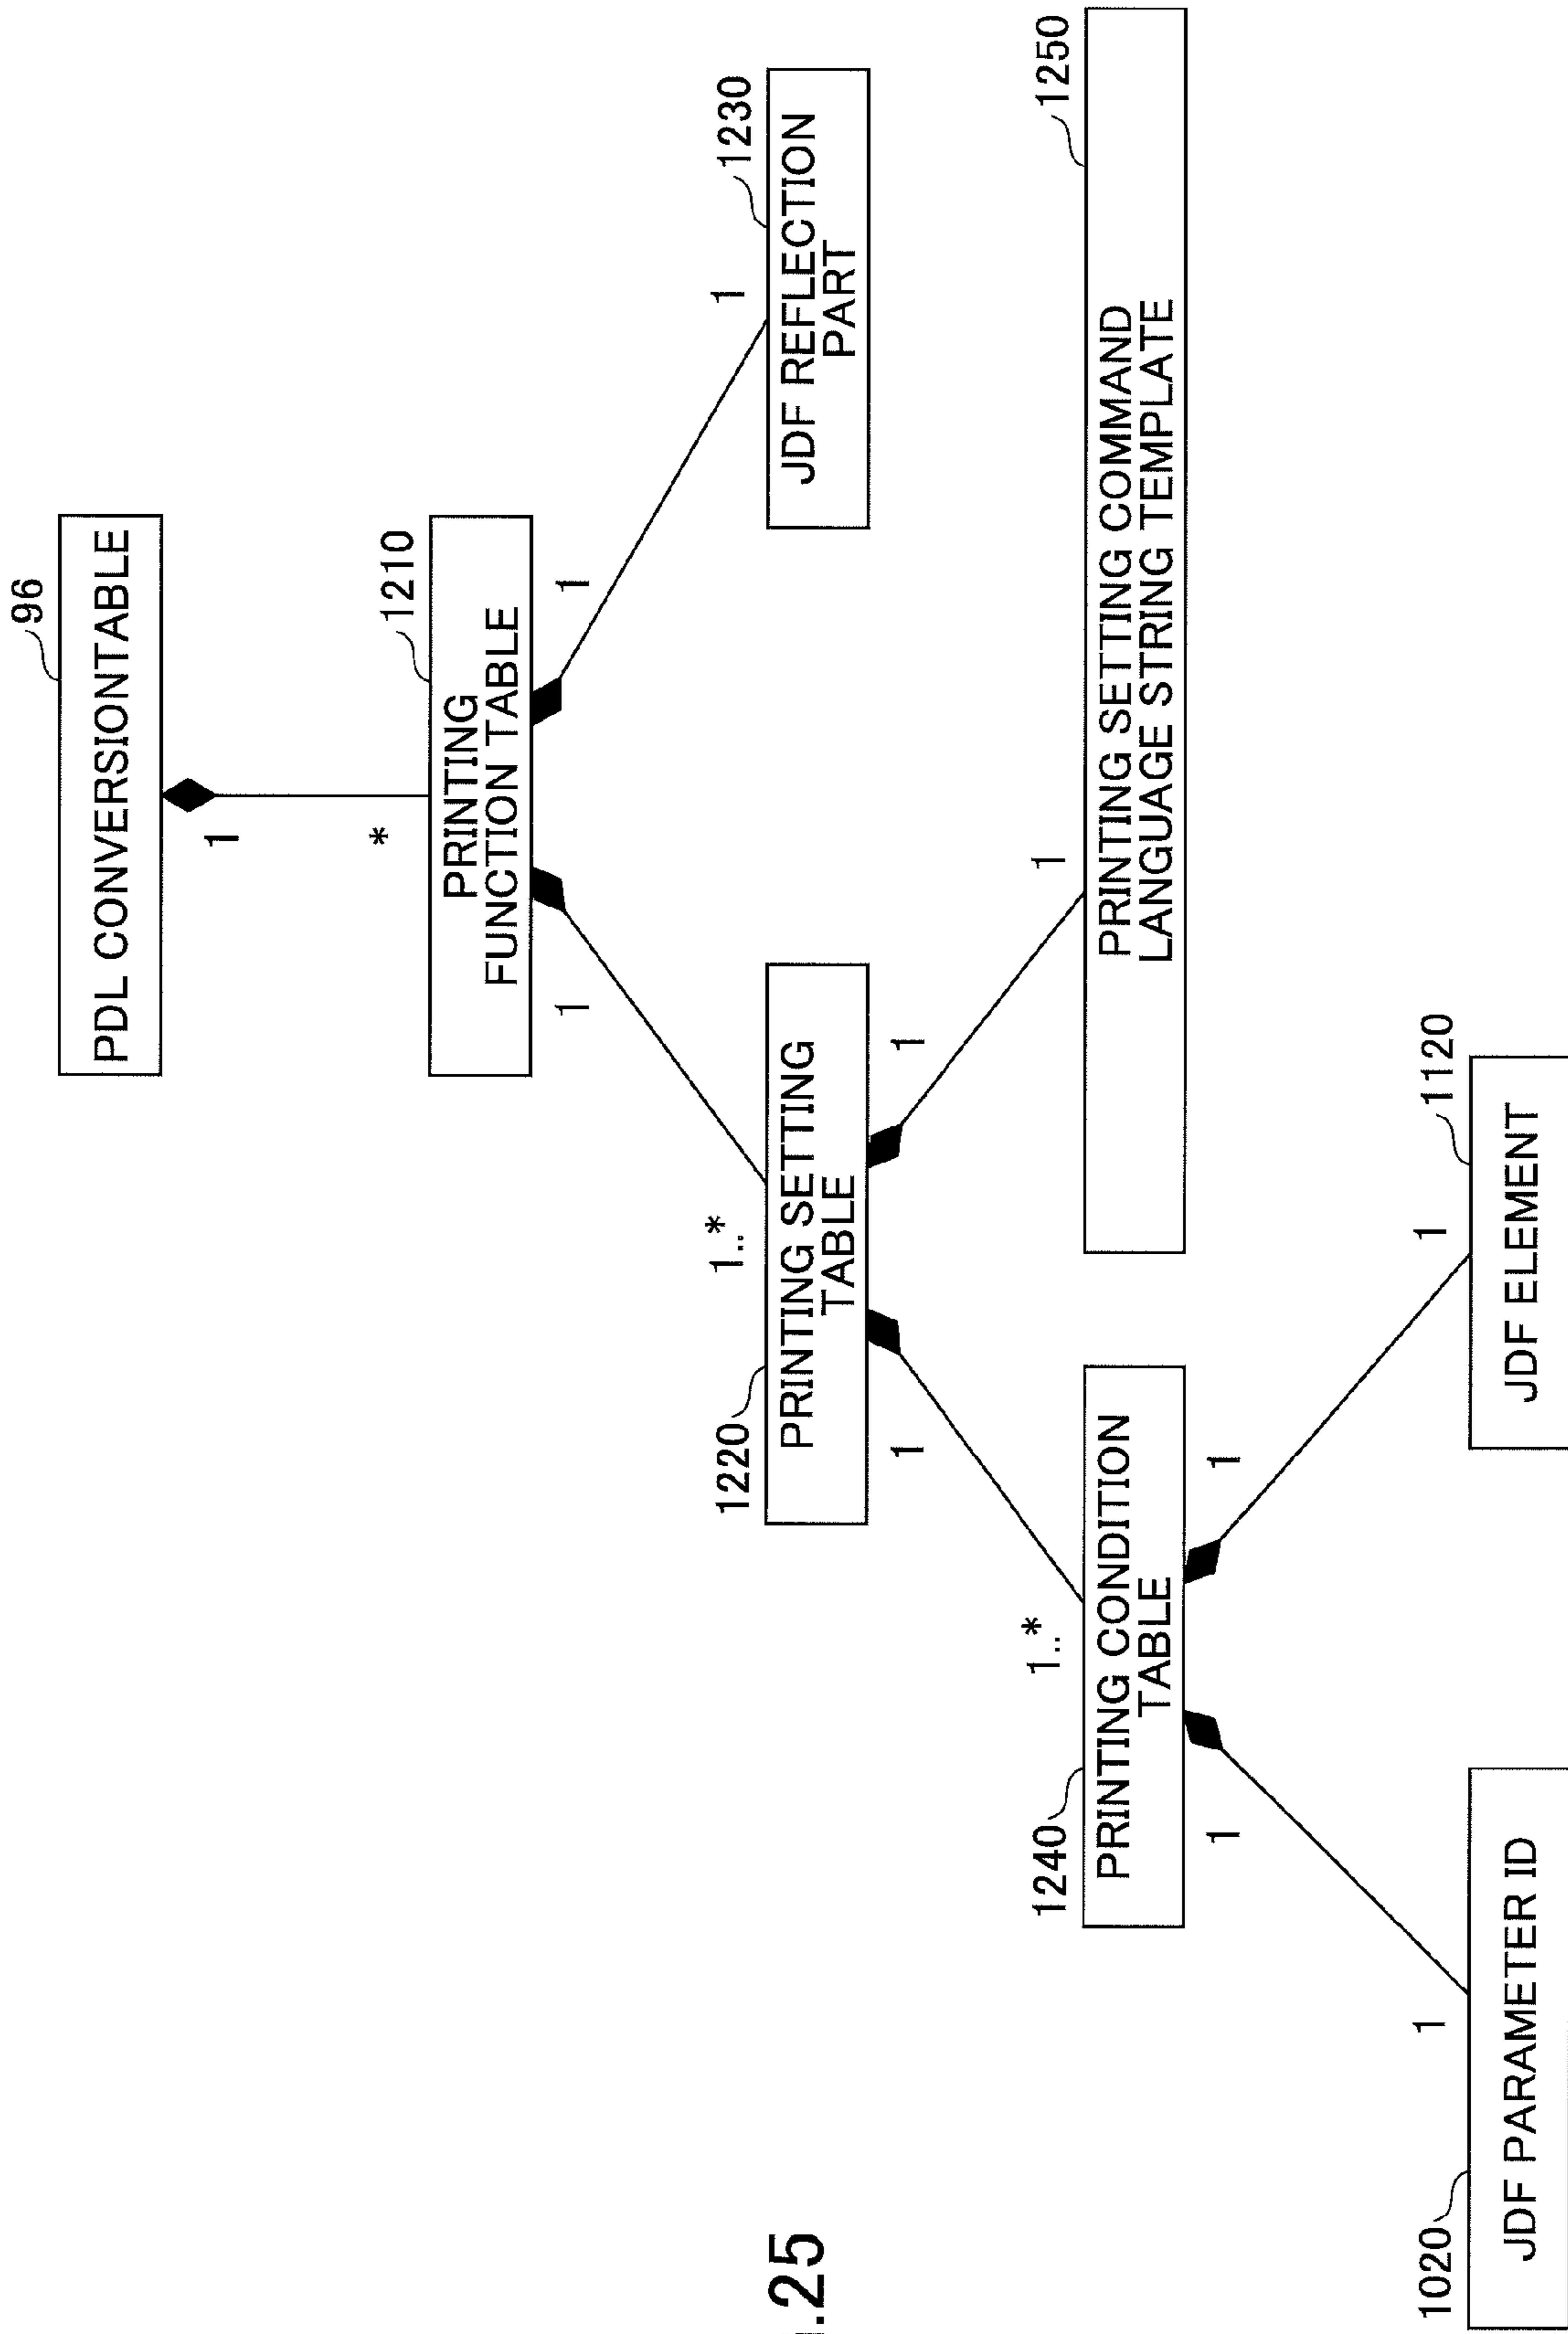 .25
96
PDL CONVERSIONTABLE
1
*
1210
PRINTING
FUNCTION TABLE
1
1
1..*
1
1220
PRINTING SETTING
TABLE
1230
JDF REFLECTION
PART
1
1
1..*
1
1240
PRINTING CONDITION
TABLE
1250
PRINTING SETTING COMMAND
LANGUAGE STRING TEMPLATE
1
1
1
1
1020
JDF PARAMETER ID
1120
JDF ELEMENT